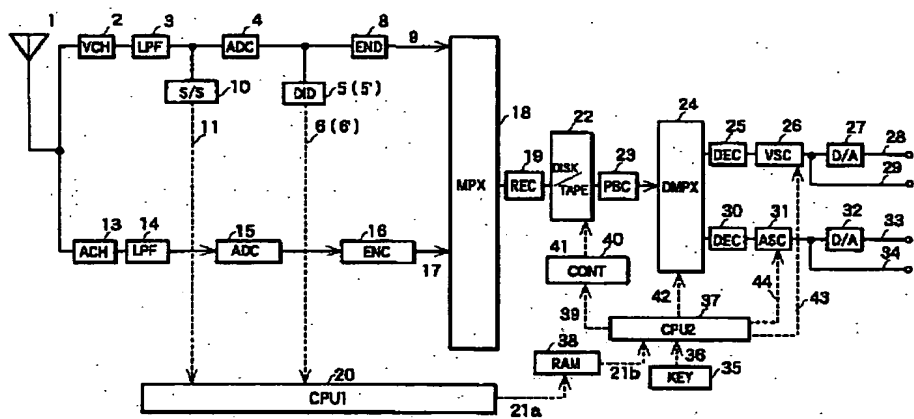 1 2 3 4 8 9
VCH LPF ADC END
S/S 10 DID 5 (5')
11 6 (6')
18 24 25 26 27 28
22 DEC VSC D/A
19 23 29
MPX REC DISK TAPE PBC DMPX
13 14 15 16 30 31 32 33
ACH LPF ADC ENC 17 DEC ASC D/A
41 40 34
CONT 42 44 43
39 37
CPU2
38 36
RAM 21b KEY 35
20
CPU1 21a